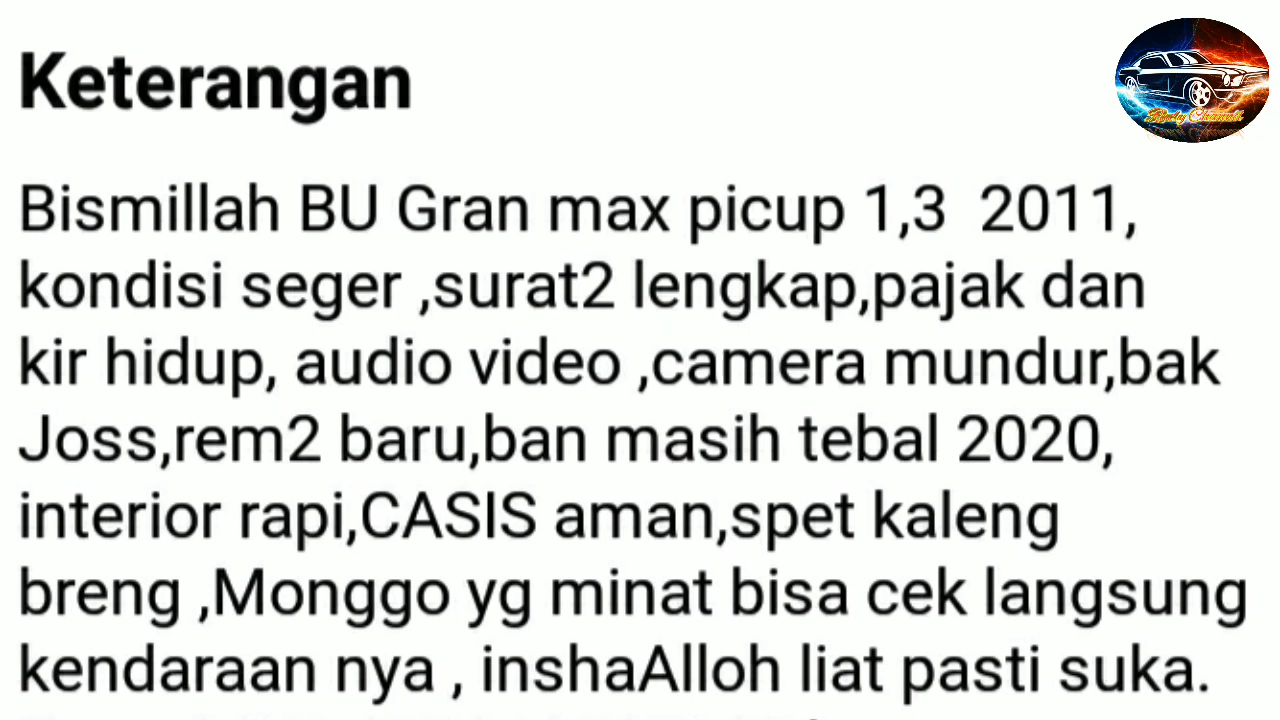 Keterangan
Bismillah BU Gran max picup 1,3  2011,
kondisi seger ,surat2 lengkap,pajak dan
kir hidup, audio video ,camera mundur,bak
Joss,rem2 baru,ban masih tebal 2020,
interior rapi,CASIS aman,spet kaleng
breng ,Monggo yg minat bisa cek langsung
kendaraan nya , inshaAlloh liat pasti suka.